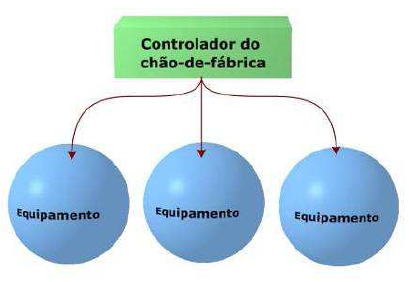 Controlador do
chão-de-fábrica
Equipamento
Equipamento
Equipamento